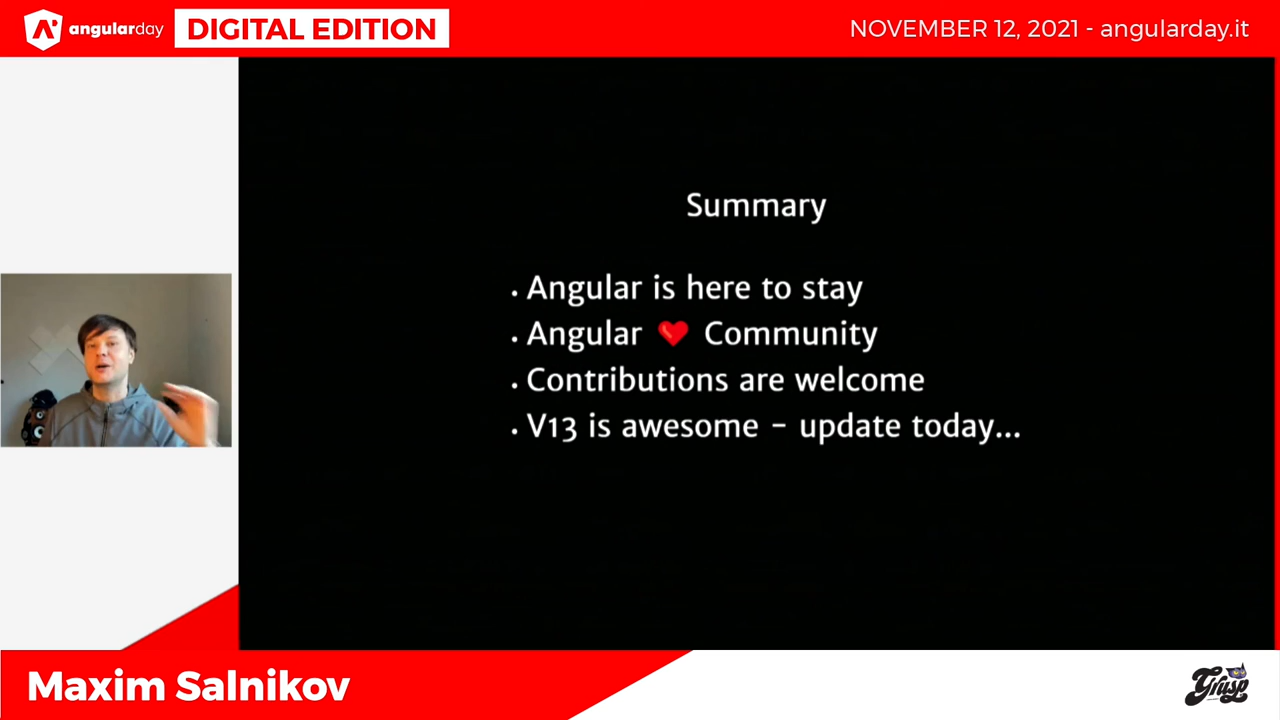 angularday DIGITAL EDITION
NOVEMBER 12, 2021 - angularday.it
Summary
• Angular is here to stay
• Angular ❤ Community
• Contributions are welcome
• V13 is awesome - update today...
Maxim Salnikov
Grusp